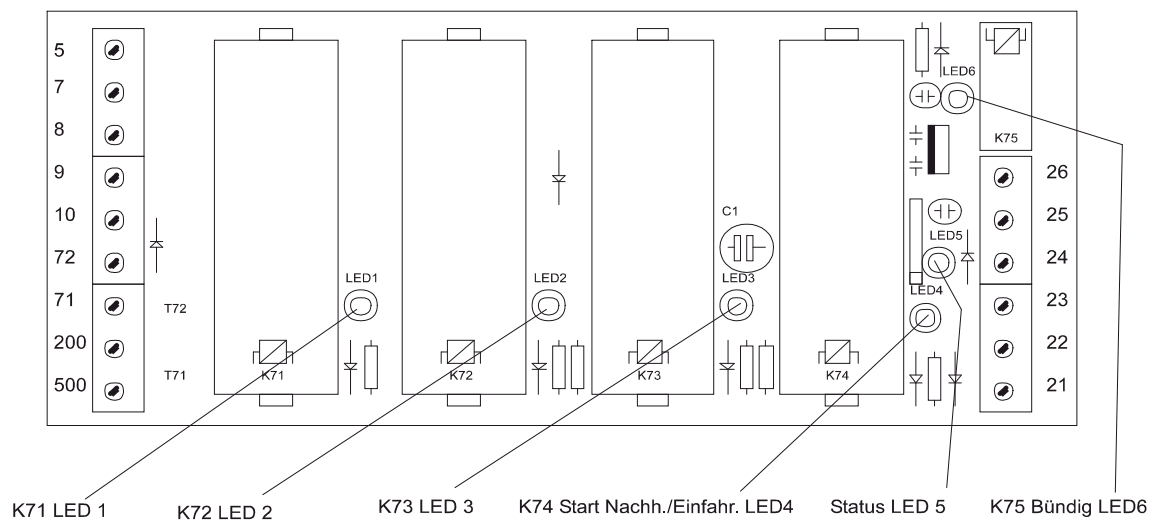 5
7
8
9
10
72
71
200
500
T72
T71
LED1
K71
LED2
K72
C1
LED3
K73
LED6
LED5
LED4
K74
K75
26
25
24
23
22
21
K71 LED 1
K72 LED 2
K73 LED 3
K74 Start Nachh./Einfahr. LED4
Status LED 5
K75 Bündig LED6